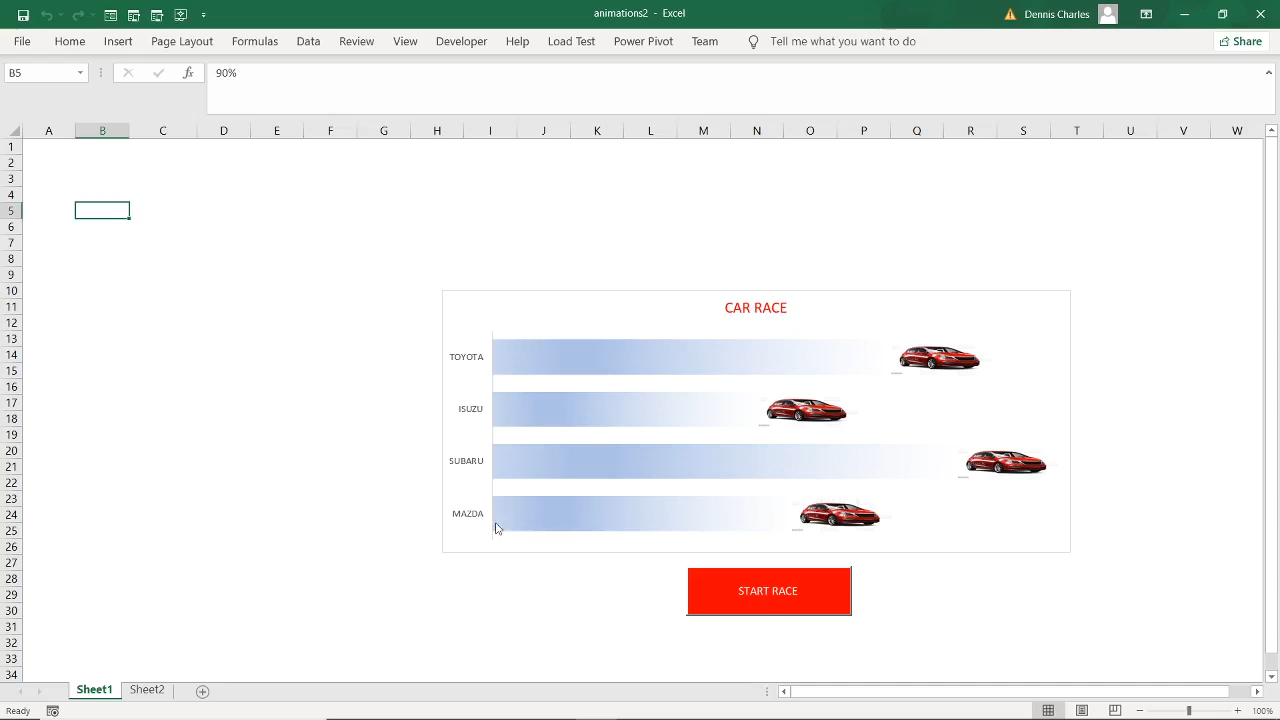 animations2 - Excel
Dennis Charles
File Home Insert Page Layout Formulas Data Review View Developer Help Load Test Power Pivot Team Tell me what you want to do Share
B5 fx 90%
A B C D E F G H I J K L M N O P Q R S T U V W
1
2
3
4
5
6
7
8
9
10
11
12
13
14
15
16
17
18
19
20
21
22
23
24
25
26
27
28
29
30
31
32
33
34
CAR RACE
TOYOTA
ISUZU
SUBARU
MAZDA
START RACE
Sheet1 Sheet2
Ready 100%